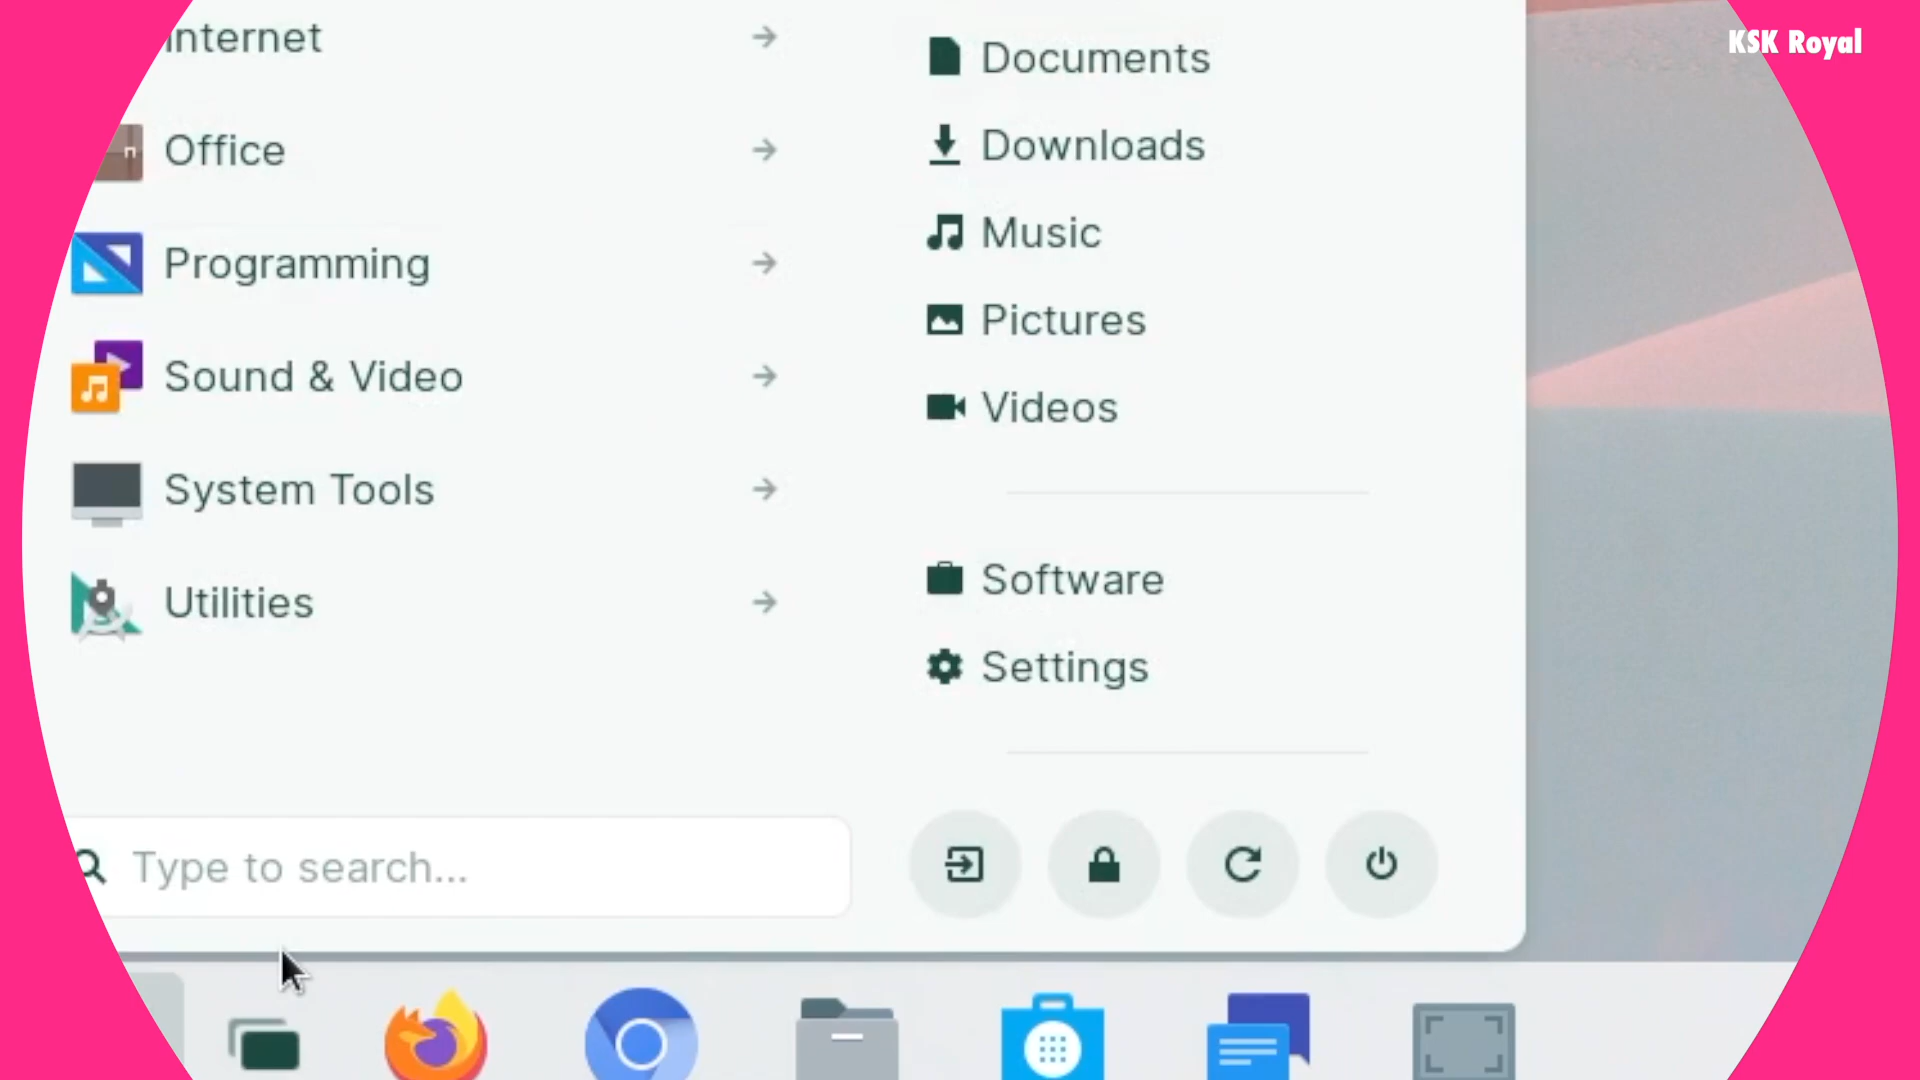 KSK Royal
Internet
Office
Programming
Sound & Video
System Tools
Utilities
Type to search...
Documents
Downloads
Music
Pictures
Videos
Software
Settings